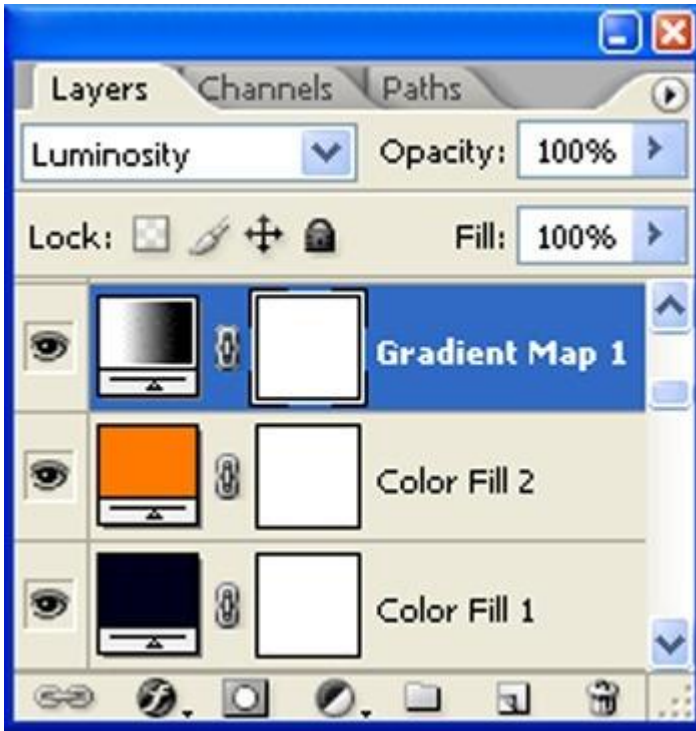 Layers Channels Paths
Luminosity Opacity: 100%
Lock: Fill: 100%
Gradient Map 1
Color Fill 2
Color Fill 1